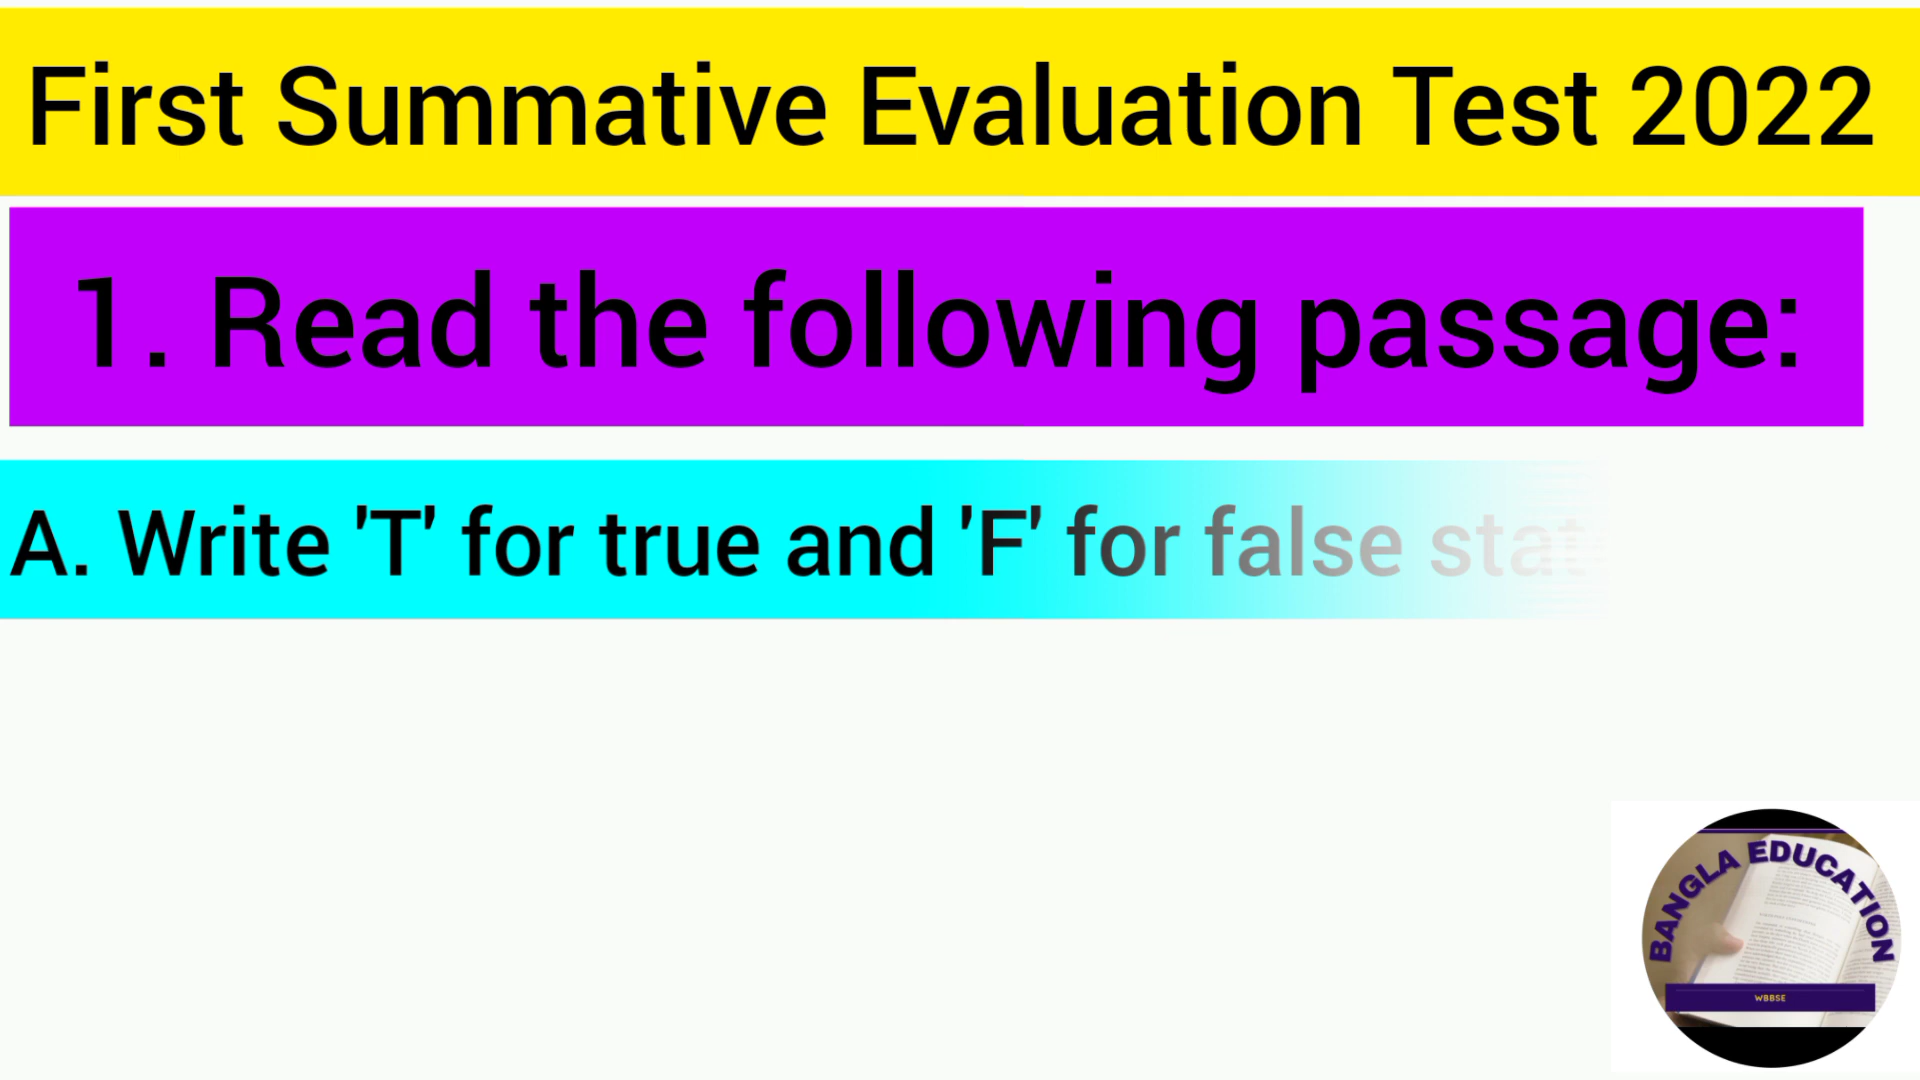 First Summative Evaluation Test 2022
1. Read the following passage:
A. Write 'T' for true and 'F' for false
BANGLA EDUCATION
WBBSE